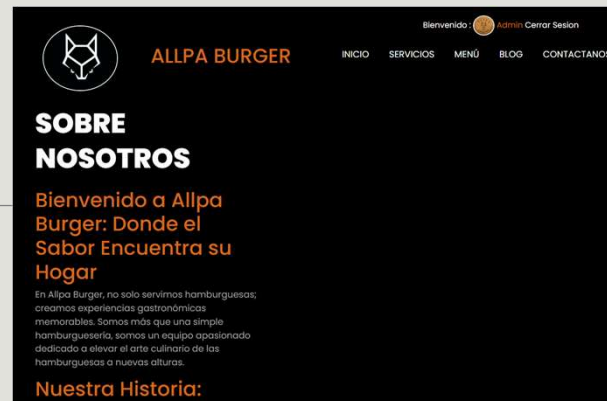 Bienvenido : Admin Cerrar Sesion
ALLPA BURGER
INICIO SERVICIOS MENÚ BLOG CONTACTANOS
SOBRE
NOSOTROS
Bienvenido a Allpa
Burger: Donde el
Sabor Encuentra su
Hogar
En Allpa Burger, no solo servimos hamburguesas;
creamos experiencias gastronómicas
memorables. Somos más que una simple
hamburguesería, somos un equipo apasionado
dedicado a elevar el arte culinario de las
hamburguesas a nuevas alturas.
Nuestra Historia: